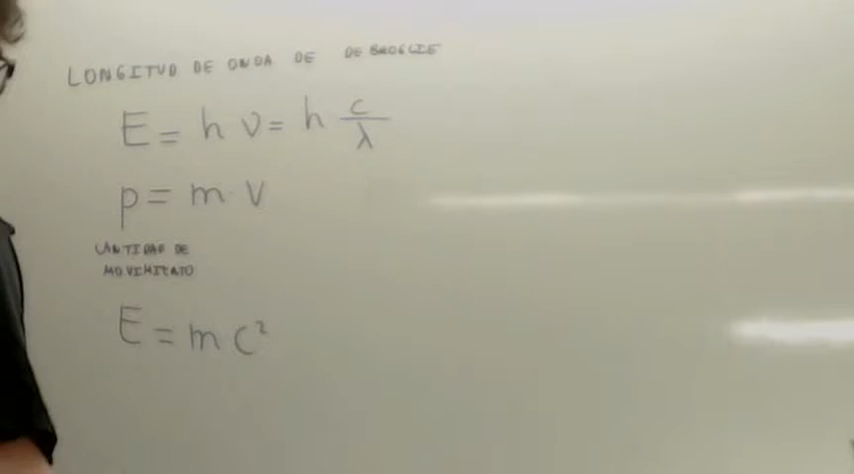 LONGITUD DE ONDA DE DE BROGLIE
E = h ν = h c/λ
p = m v
CANTIDAD DE
MOVIMIENTO
E = m c²